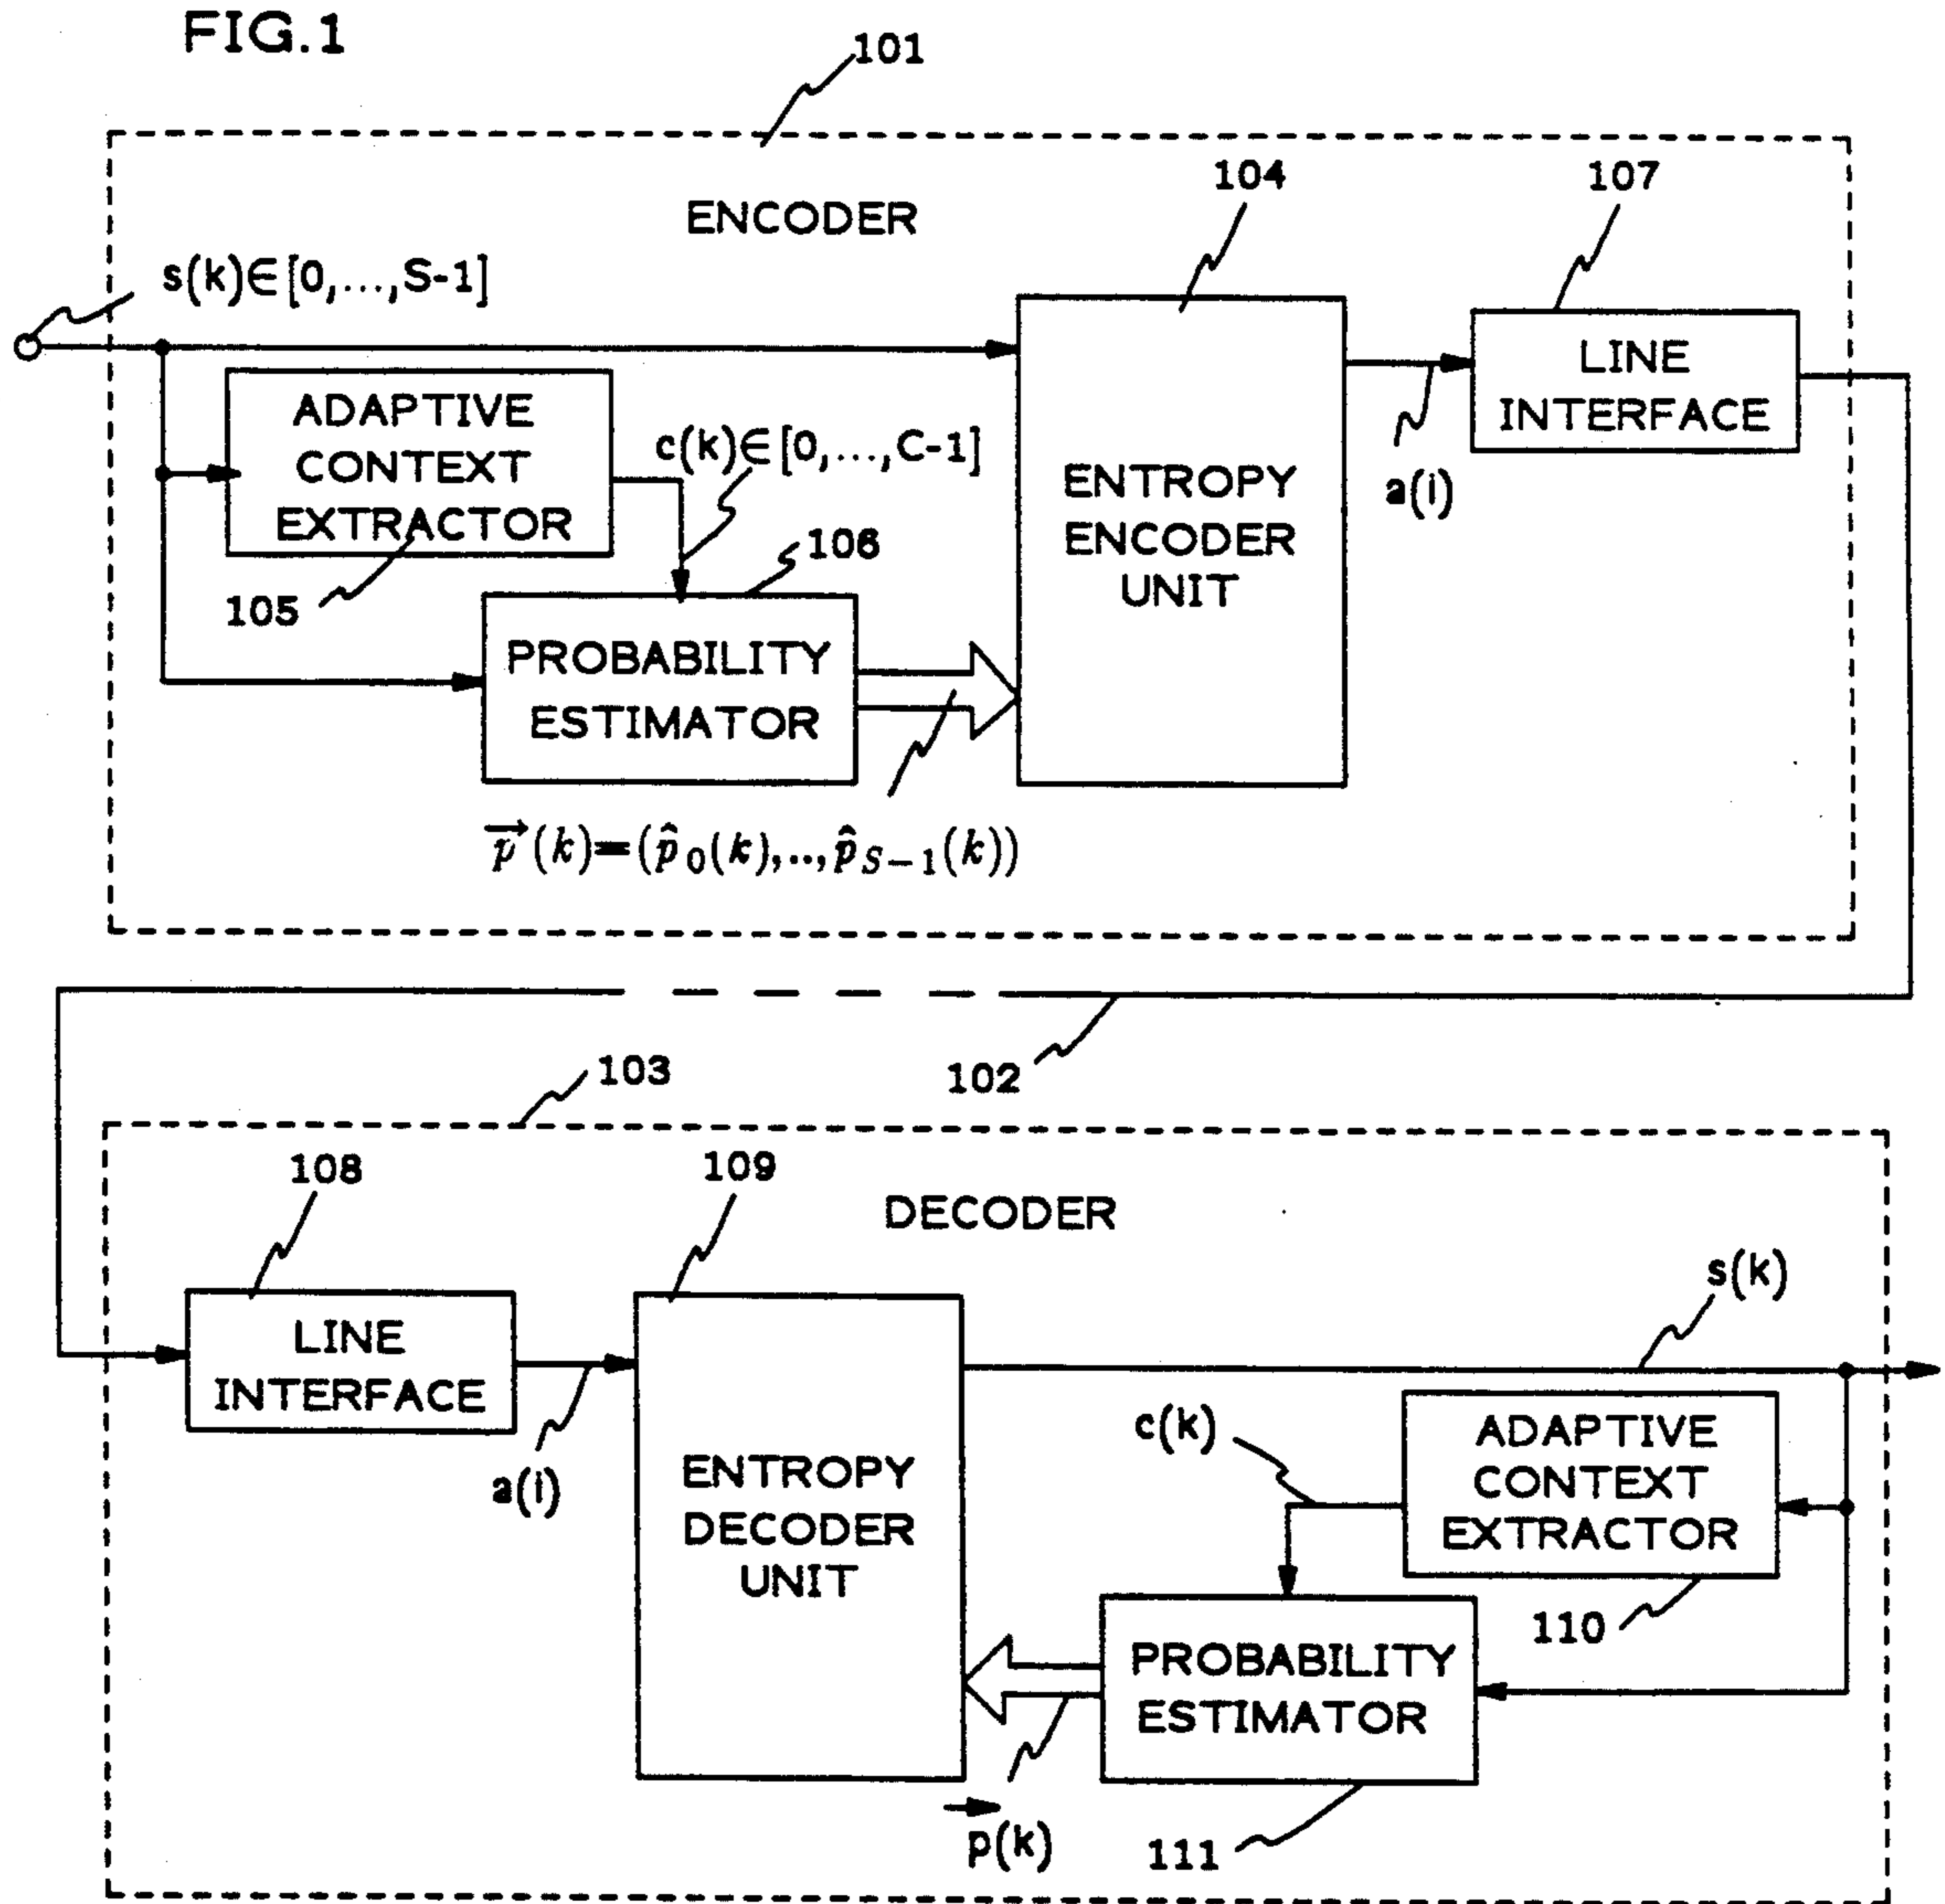 FIG.1
101
ENCODER
104
107
s(k)∈[0,...,S-1]
ADAPTIVE
CONTEXT
EXTRACTOR
105
c(k)∈[0,...,C-1]
106
PROBABILITY
ESTIMATOR
ENTROPY
ENCODER
UNIT
a(i)
LINE
INTERFACE
p⃗(k)=(p̂₀(k),..,p̂_{S-1}(k))
102
103
DECODER
108
109
LINE
INTERFACE
a(i)
ENTROPY
DECODER
UNIT
s(k)
c(k)
ADAPTIVE
CONTEXT
EXTRACTOR
110
PROBABILITY
ESTIMATOR
p⃗(k)
111